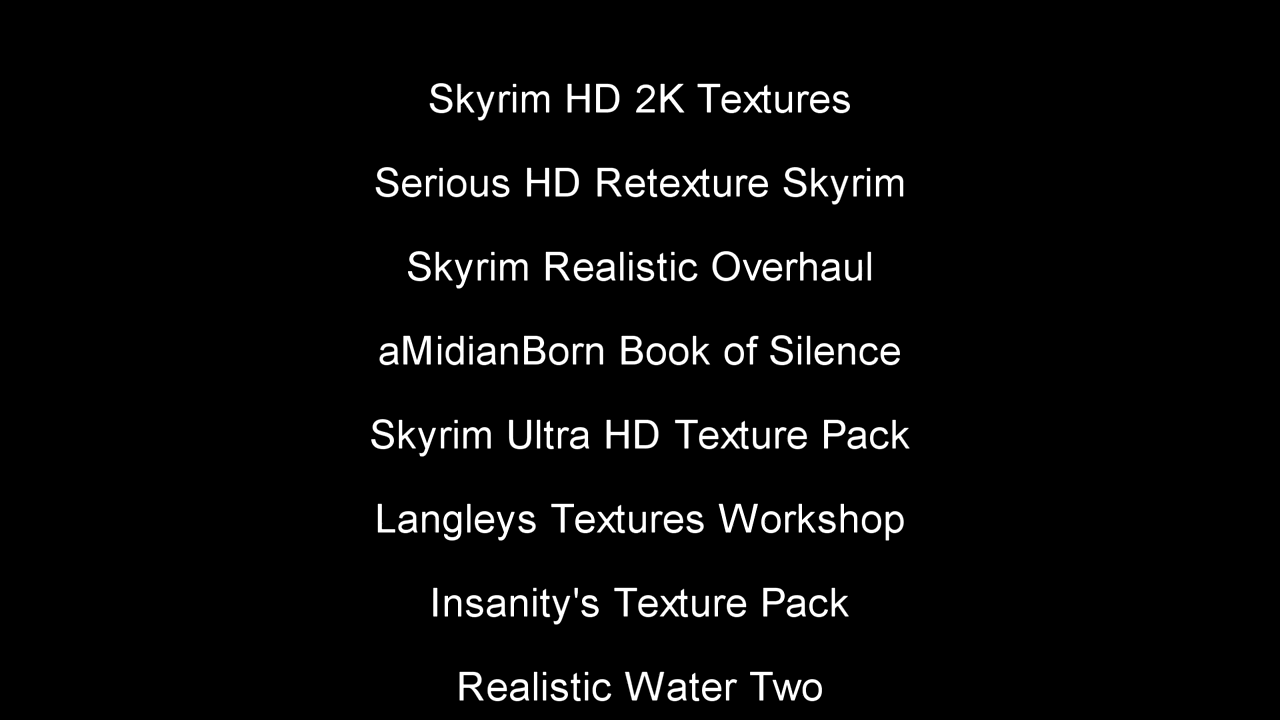 Skyrim HD 2K Textures
Serious HD Retexture Skyrim
Skyrim Realistic Overhaul
aMidianBorn Book of Silence
Skyrim Ultra HD Texture Pack
Langleys Textures Workshop
Insanity's Texture Pack
Realistic Water Two